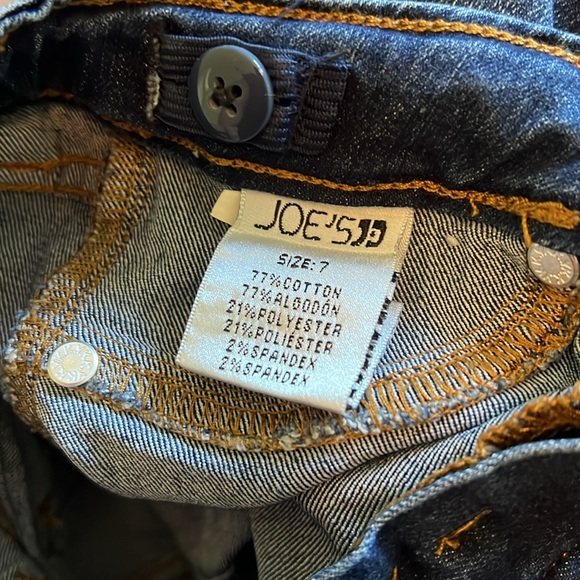 JOE'S
SIZE: 7
77%COTTON
77%ALGODÓN
21%POLYESTER
21%POLIÉSTER
2%SPANDEX
2%SPANDEX